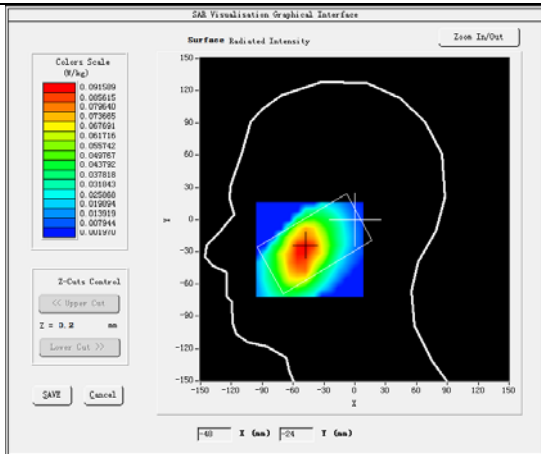 SAR Visualisation Graphical Interface
Surface Radiated Intensity
Zoom In/Out
Colors Scale
(W/kg)
0.091589
0.085615
0.079640
0.073665
0.067691
0.061716
0.055742
0.049767
0.043792
0.037818
0.031843
0.025868
0.019894
0.013919
0.007944
0.001970
Z-Cuts Control
<< Upper Cut
Z = 0.2 mm
Lower Cut >>
SAVE Cancel
150
120
90
60
30
0
-30
-60
-90
-120
-150
Y
-150 -120 -90 -60 -30 0 30 60 90 120 150
X
-48 X (mm) -24 Y (mm)